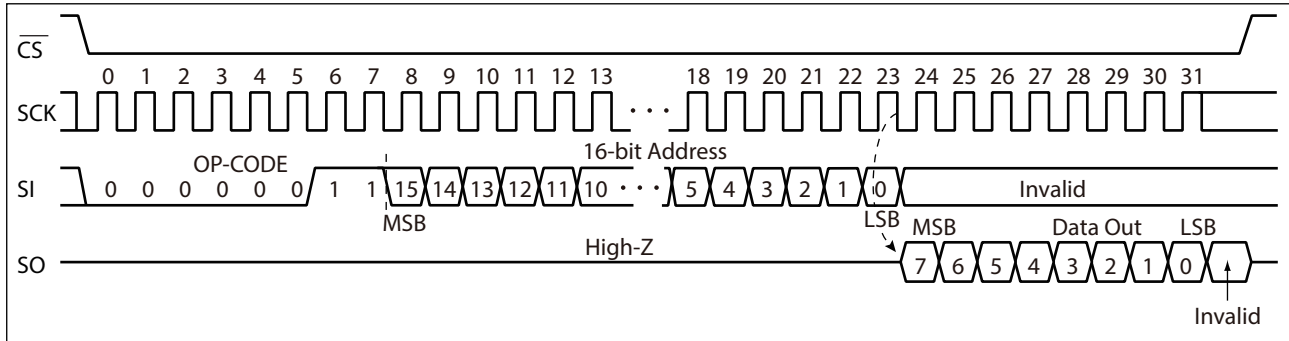 CS
0 1 2 3 4 5 6 7 8 9 10 11 12 13 18 19 20 21 22 23 24 25 26 27 28 29 30 31
SCK
16-bit Address
OP-CODE
SI 0 0 0 0 0 0 1 1 15 14 13 12 11 10 5 4 3 2 1 0 Invalid
MSB LSB MSB Data Out LSB
High-Z
SO 7 6 5 4 3 2 1 0
Invalid